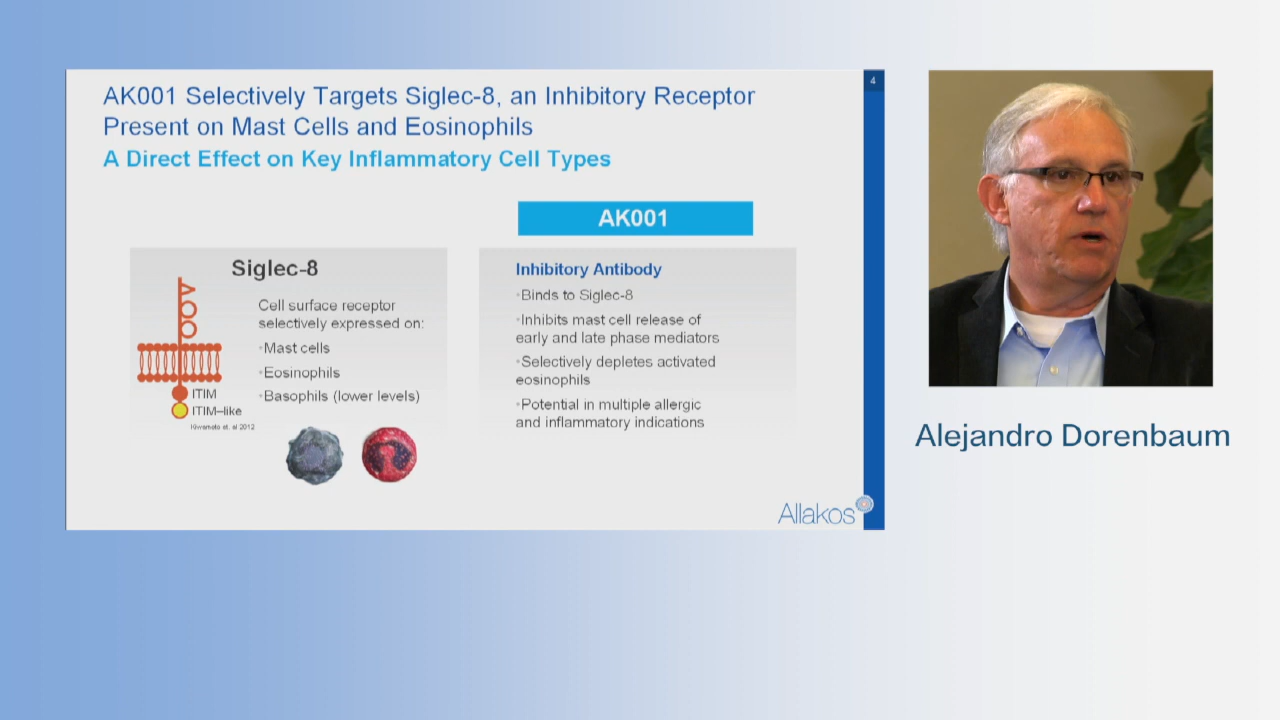 4
AK001 Selectively Targets Siglec-8, an Inhibitory Receptor
Present on Mast Cells and Eosinophils
A Direct Effect on Key Inflammatory Cell Types
Siglec-8
Cell surface receptor
selectively expressed on:
•Mast cells
•Eosinophils
•Basophils (lower levels)
ITIM
ITIM–like
et. al 2012
AK001
Inhibitory Antibody
•Binds to Siglec-8
•Inhibits mast cell release of
early and late phase mediators
•Selectively depletes activated
eosinophils
•Potential in multiple allergic
and inflammatory indications
Allakos
Alejandro Dorenbaum